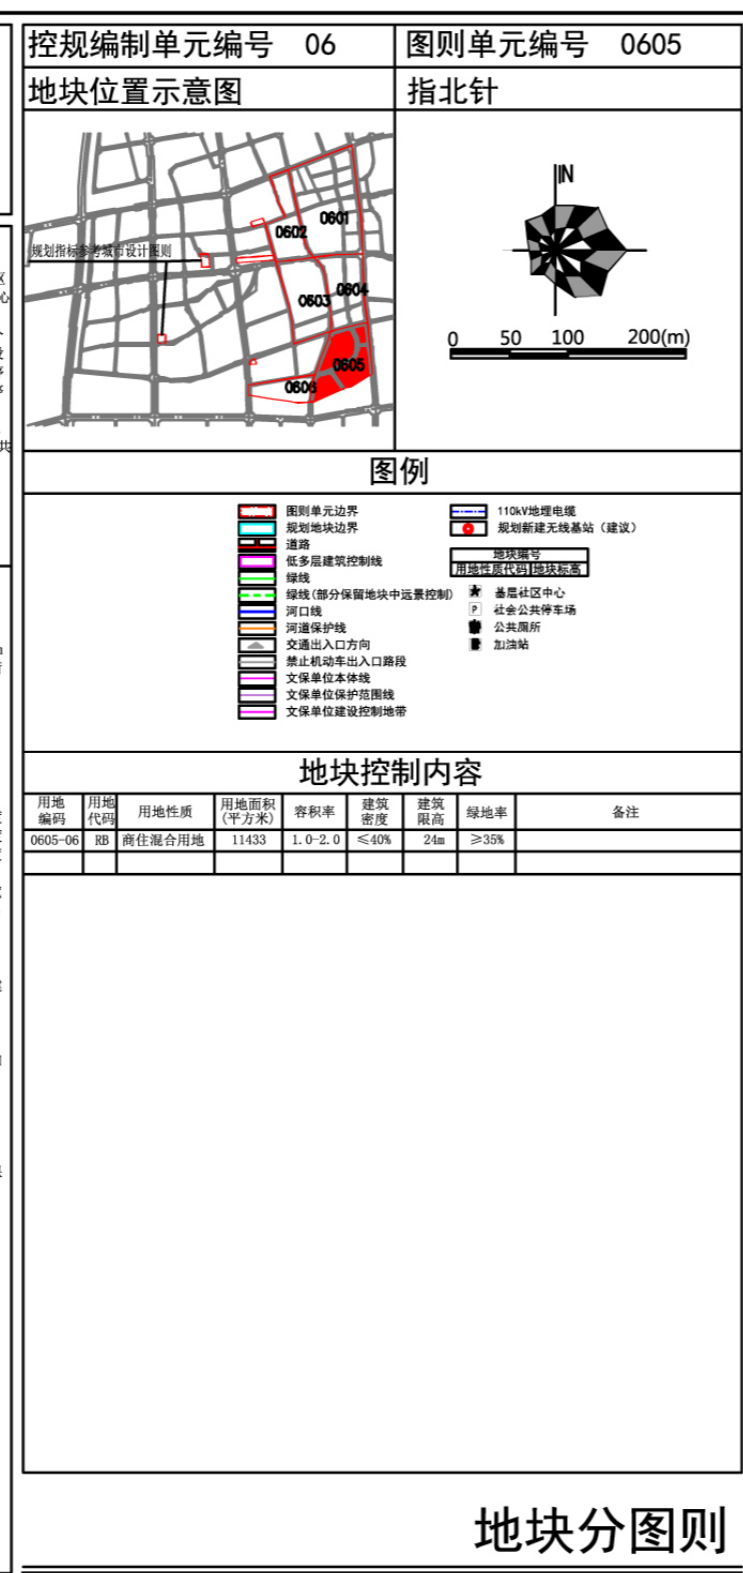 控规编制单元编号 06
图则单元编号 0605
地块位置示意图
指北针
规划指标参考城市设计图则
0601
0602
0603
0604
0605
0606
N
0 50 100 200(m)
图例
图则单元边界
规划地块边界
道路
低多层建筑控制线
绿线
绿线(部分保留地块中远景控制)
河口线
河道保护线
交通出入口方向
禁止机动车出入口路段
文保单位本体线
文保单位保护范围线
文保单位建设控制地带
110kV地埋电缆
规划新建无线基站（建议）
地块编号
用地性质代码 地块标高
基层社区中心
P 社会公共停车场
公共厕所
加油站
地块控制内容
用地编码 用地代码 用地性质 用地面积(平方米) 容积率 建筑密度 建筑限高 绿地率 备注
0605-06 RB 商住混合用地 11433 1.0-2.0 ≤40% 24m ≥35%
地块分图则